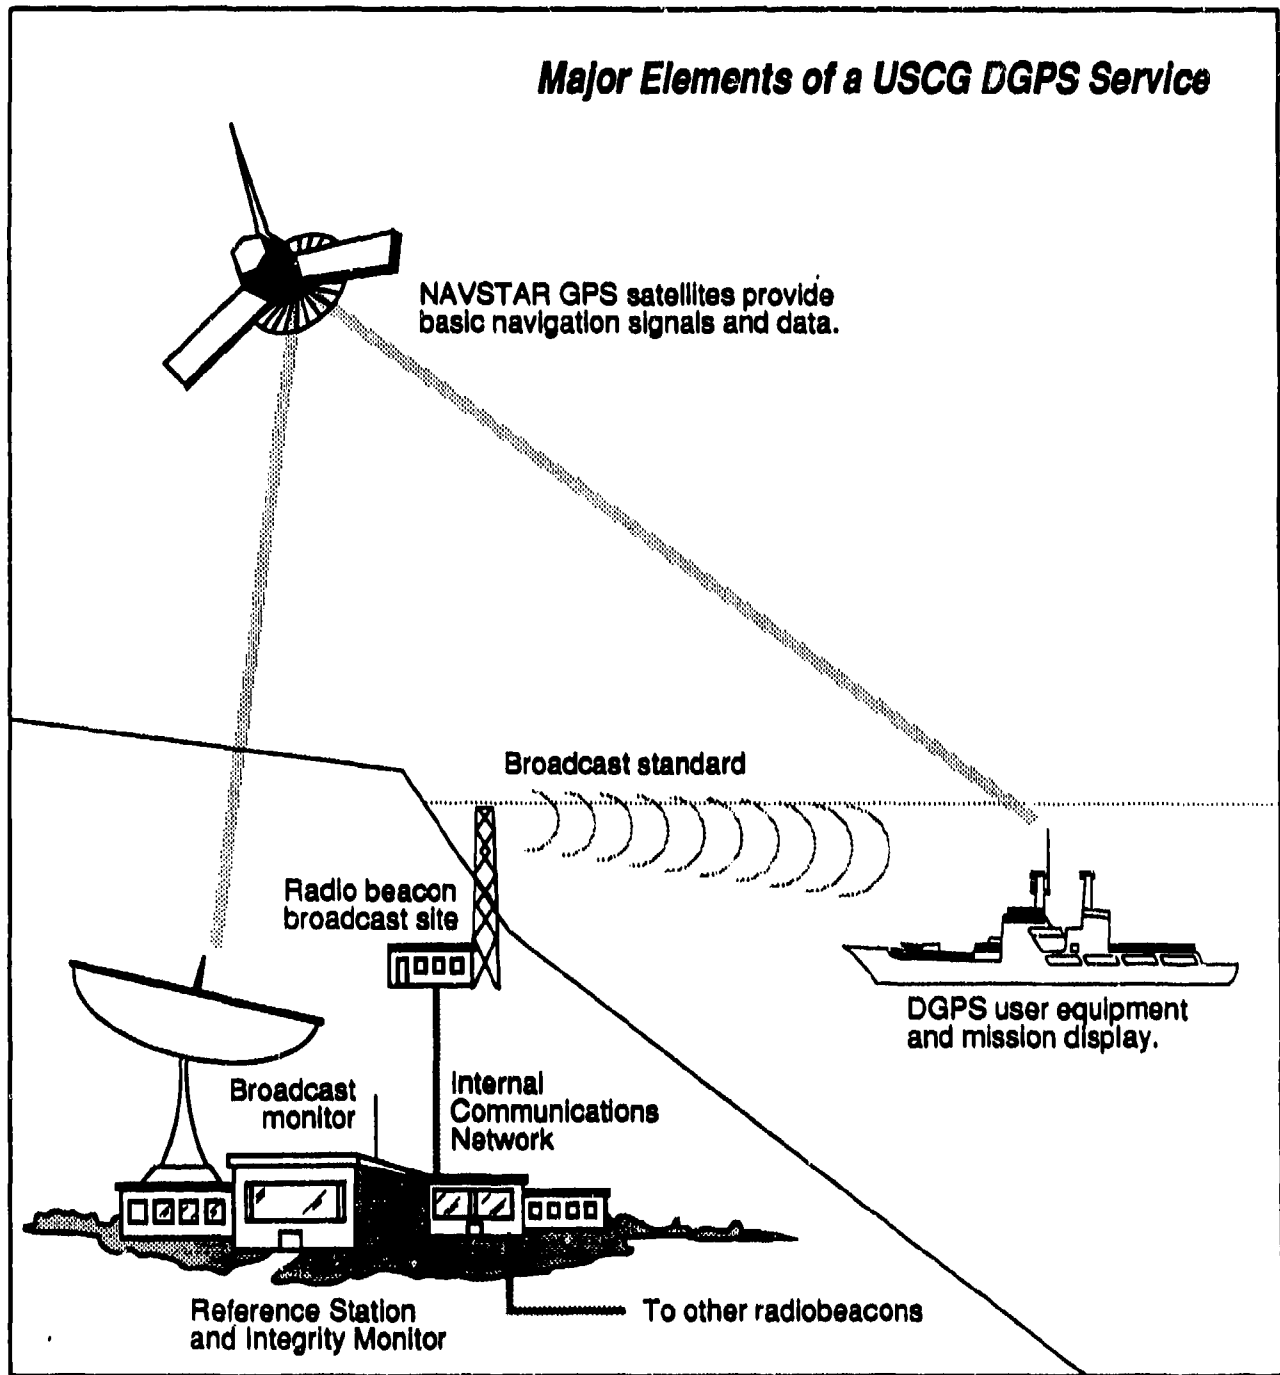 Major Elements of a USCG DGPS Service
NAVSTAR GPS satellites provide
basic navigation signals and data.
Broadcast standard
Radio beacon
broadcast site
DGPS user equipment
and mission display.
Broadcast
monitor
Internal
Communications
Network
Reference Station
and Integrity Monitor
To other radiobeacons